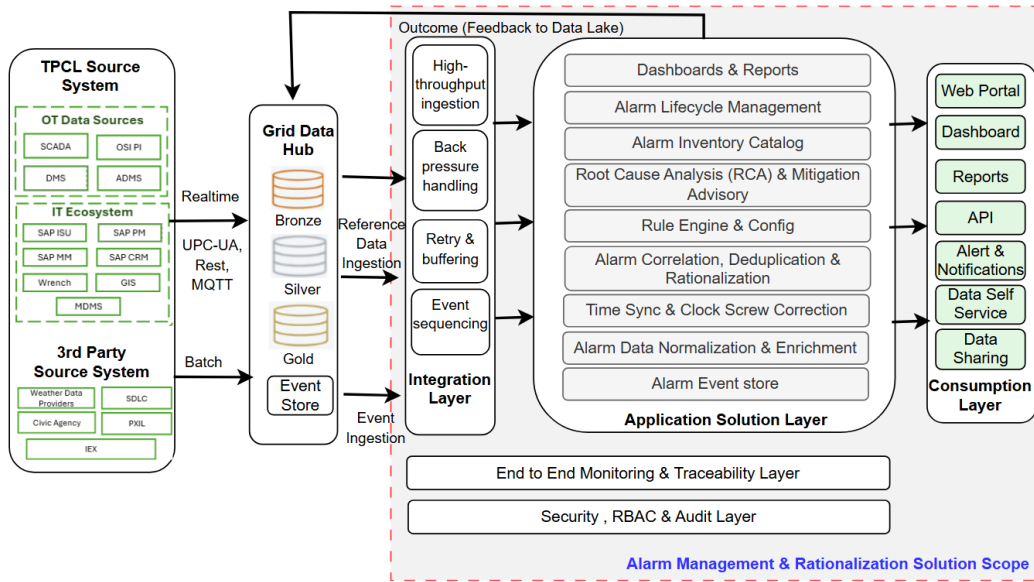 Outcome (Feedback to Data Lake)
TPCL Source
System
OT Data Sources
SCADA
OSI PI
DMS
ADMS
IT Ecosystem
SAP ISU
SAP PM
SAP MM
SAP CRM
Wrench
GIS
MDMS
3rd Party
Source System
Weather Data
Providers
SDLC
Civic Agency
PXIL
IEX
Realtime
UPC-UA,
Rest,
MQTT
Batch
Grid Data
Hub
Bronze
Silver
Gold
Event
Store
Reference
Data
Ingestion
Event
Ingestion
High-
throughput
ingestion
Back
pressure
handling
Retry &
buffering
Event
sequencing
Integration
Layer
Dashboards & Reports
Alarm Lifecycle Management
Alarm Inventory Catalog
Root Cause Analysis (RCA) & Mitigation
Advisory
Rule Engine & Config
Alarm Correlation, Deduplication &
Rationalization
Time Sync & Clock Screw Correction
Alarm Data Normalization & Enrichment
Alarm Event store
Application Solution Layer
Web Portal
Dashboard
Reports
API
Alert &
Notifications
Data Self
Service
Data
Sharing
Consumption
Layer
End to End Monitoring & Traceability Layer
Security , RBAC & Audit Layer
Alarm Management & Rationalization Solution Scope